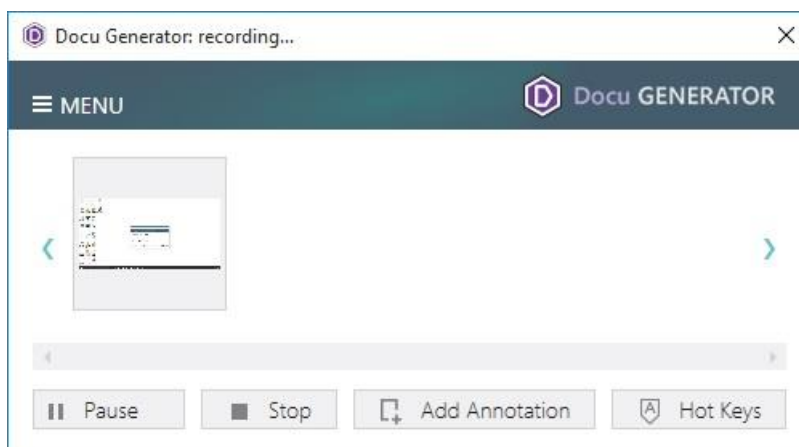 Docu Generator: recording...
MENU
Docu GENERATOR
Pause
Stop
Add Annotation
Hot Keys